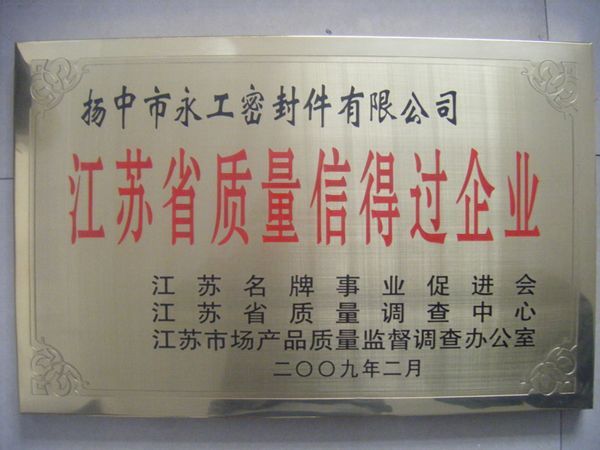 扬中市永工密封件有限公司
江苏省质量信得过企业
江苏名牌事业促进会
江苏省质量调查中心
江苏市场产品质量监督调查办公室
二〇〇九年二月